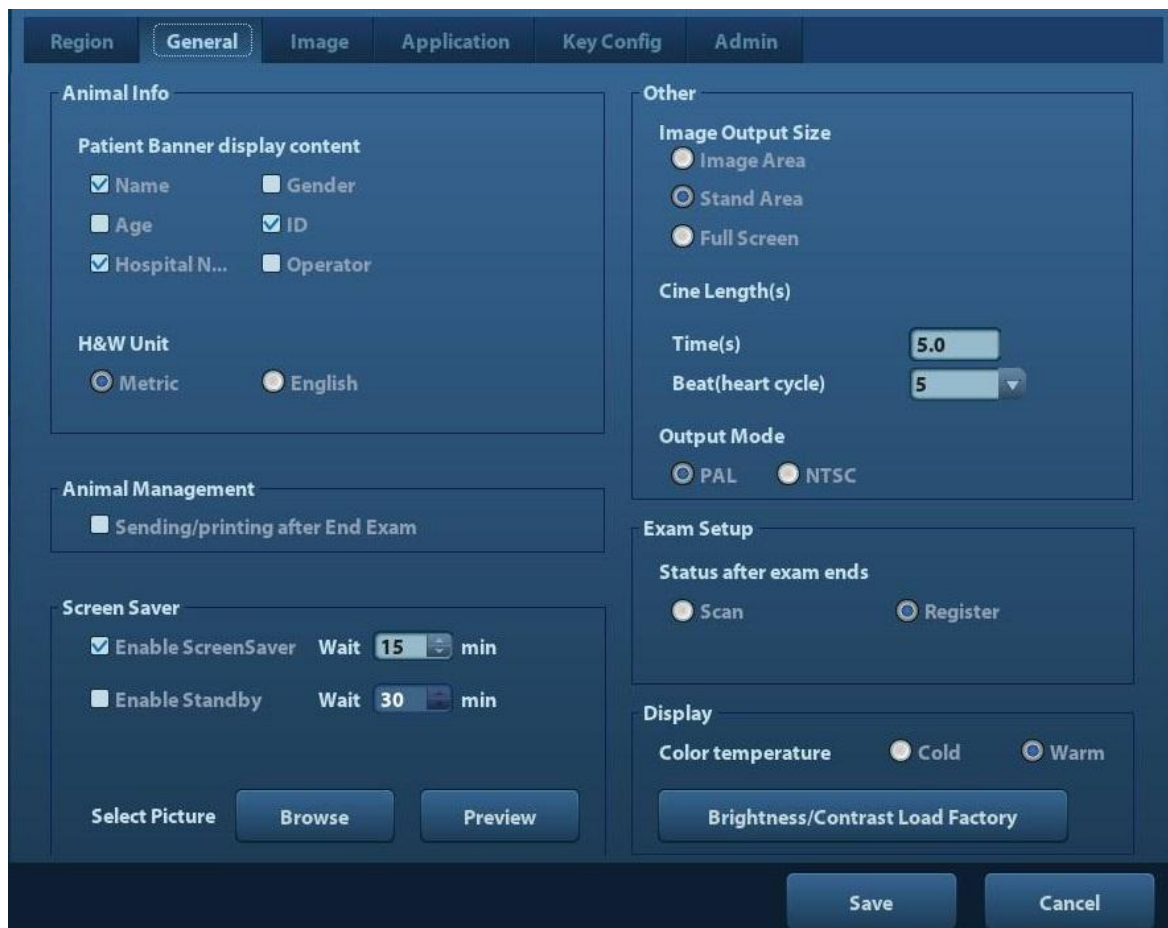 Region General Image Application Key Config Admin
Animal Info
Patient Banner display content
Name Gender
Age ID
Hospital N... Operator
H&W Unit
Metric English
Animal Management
Sending/printing after End Exam
Screen Saver
Enable ScreenSaver Wait 15 min
Enable Standby Wait 30 min
Select Picture Browse Preview
Other
Image Output Size
Image Area
Stand Area
Full Screen
Cine Length(s)
Time(s) 5.0
Beat(heart cycle) 5
Output Mode
PAL NTSC
Exam Setup
Status after exam ends
Scan Register
Display
Color temperature Cold Warm
Brightness/Contrast Load Factory
Save Cancel